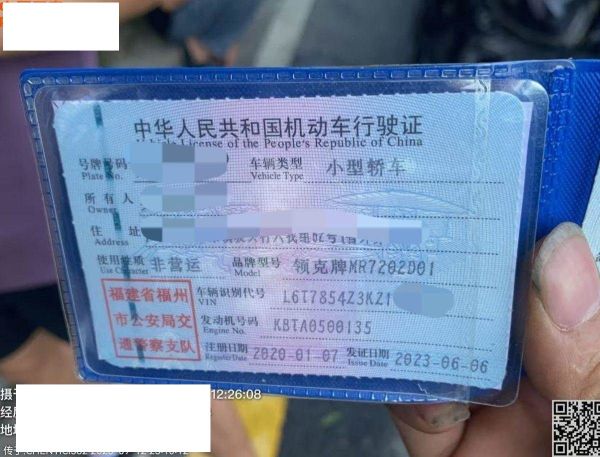 中华人民共和国机动车行驶证
Vehicle License of the People's Republic of China
号牌号码 车辆类型 小型轿车
Plate No. Vehicle Type
所有人
Owner
住 址
使用性质 非营运 品牌型号 领克牌MR7202D01
Use Character Model
福建省福州市公安局交通警察支队
车辆识别代号 L6T7854Z3KZ1
VIN
发动机号码 KBTA0500135
Engine No.
注册日期 2020-01-07 发证日期 2023-06-06
Register Date Issue Date
摄于 12:26:08